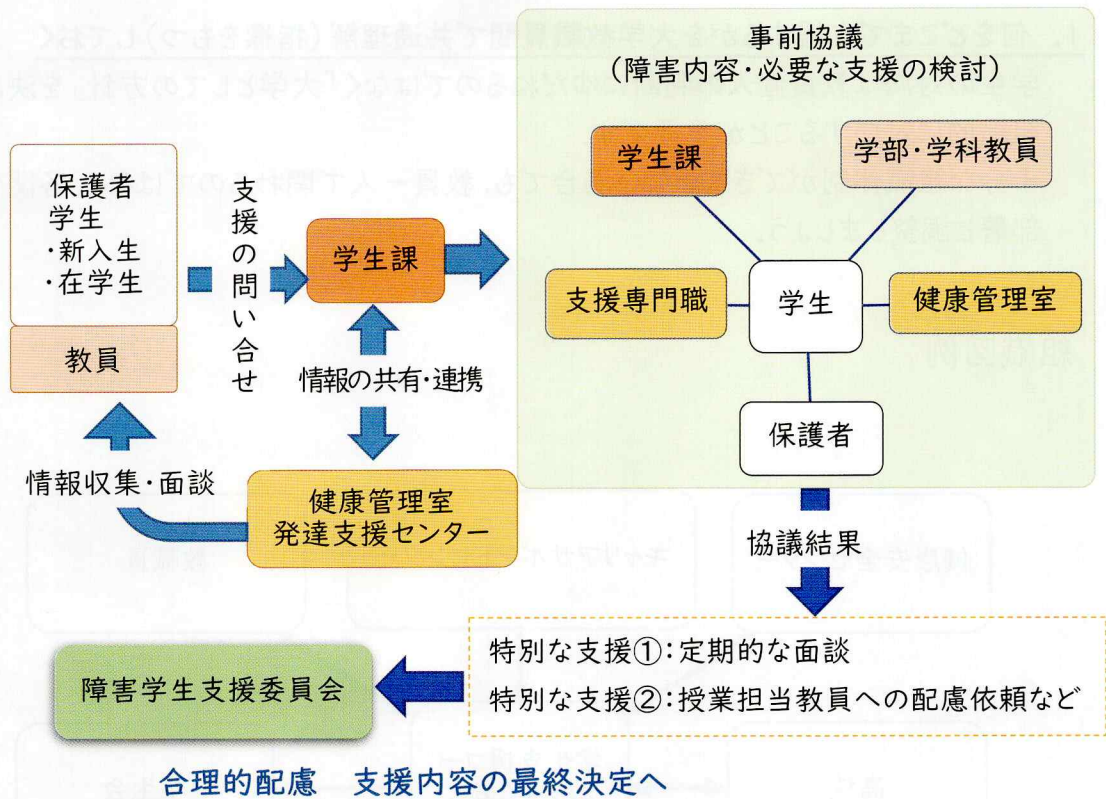 事前協議
(障害内容・必要な支援の検討)
学生課
学部・学科教員
支援専門職
学生
健康管理室
保護者
保護者
学生
・新入生
・在学生
教員
支援の問い合せ
学生課
情報の共有・連携
情報収集・面談
健康管理室
発達支援センター
協議結果
特別な支援①:定期的な面談
特別な支援②:授業担当教員への配慮依頼など
障害学生支援委員会
合理的配慮　支援内容の最終決定へ